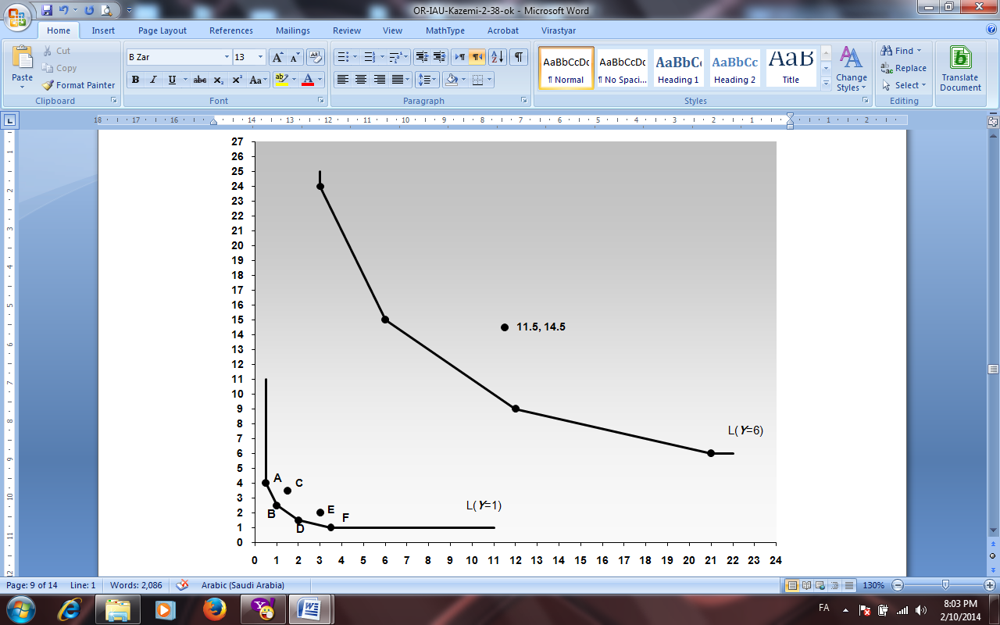 OR-IAU-Kazemi-2-38-ok - Microsoft Word
Home Insert Page Layout References Mailings Review View MathType Acrobat Virastyar
Paste
Cut
Copy
Format Painter
Clipboard
B Zar 13
B I U abc x₂ x² Aa ab A
Font
Paragraph
AaBbCcDc AaBbCcDc AaBbC AaBbCc AaB
¶ Normal ¶ No Spaci... Heading 1 Heading 2 Title
Change Styles
Styles
Find
Replace
Select
Editing
Translate Document
18 17 16 14 13 12 11 10 9 8 7 6 5 4 3 2 1 1 2
27
26
25
24
23
22
21
20
19
18
17
16
15
14
13
12
11
10
9
8
7
6
5
4
3
2
1
0
11.5, 14.5
L(Y=6)
A
C
B
D
E
F
L(Y=1)
0 1 2 3 4 5 6 7 8 9 10 11 12 13 14 15 16 17 18 19 20 21 22 23 24
Page: 9 of 14 Line: 1 Words: 2,086 Arabic (Saudi Arabia) 130%
FA
8:03 PM
2/10/2014